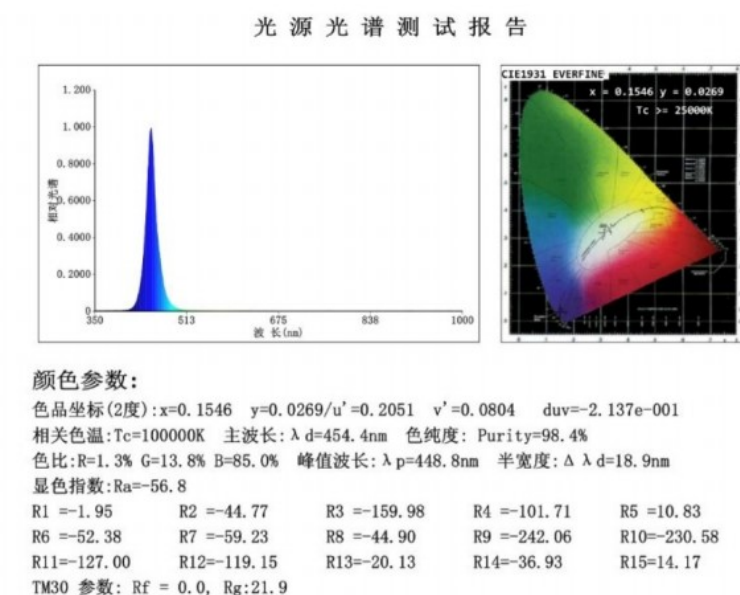 光源光谱测试报告
CIE1931 EVERFINE
x = 0.1546 y = 0.0269
Tc >= 25000K
1.200
1.000
0.8000
0.6000
0.4000
0.2000
0
相对光谱
350 513 675 838 1000
波 长(nm)
颜色参数:
色品坐标(2度):x=0.1546 y=0.0269/u'=0.2051 v'=0.0804 duv=-2.137e-001
相关色温:Tc=100000K 主波长:λd=454.4nm 色纯度: Purity=98.4%
色比:R=1.3% G=13.8% B=85.0% 峰值波长:λp=448.8nm 半宽度:Δλd=18.9nm
显色指数:Ra=-56.8
R1 =-1.95 R2 =-44.77 R3 =-159.98 R4 =-101.71 R5 =10.83
R6 =-52.38 R7 =-59.23 R8 =-44.90 R9 =-242.06 R10=-230.58
R11=-127.00 R12=-119.15 R13=-20.13 R14=-36.93 R15=14.17
TM30 参数: Rf = 0.0, Rg:21.9